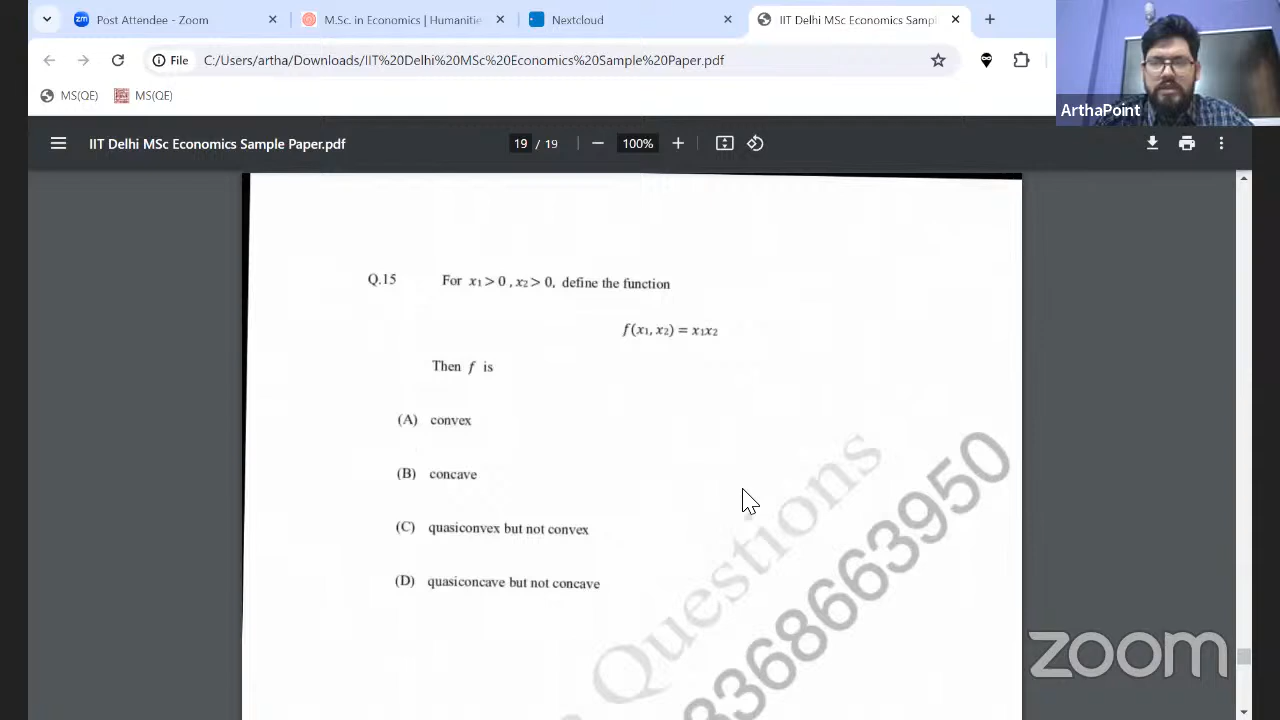 Post Attendee - Zoom
M.Sc. in Economics | Humanitie
Nextcloud
IIT Delhi MSc Economics Sampl
File
C:/Users/artha/Downloads/IIT%20Delhi%20MSc%20Economics%20Sample%20Paper.pdf
MS(QE)
MS(QE)
ArthaPoint
IIT Delhi MSc Economics Sample Paper.pdf
19 / 19
100%
Q.15 For x₁ > 0 , x₂ > 0, define the function
f(x₁, x₂) = x₁x₂
Then f is
(A) convex
(B) concave
(C) quasiconvex but not convex
(D) quasiconcave but not concave
Questions
8368663950
zoom